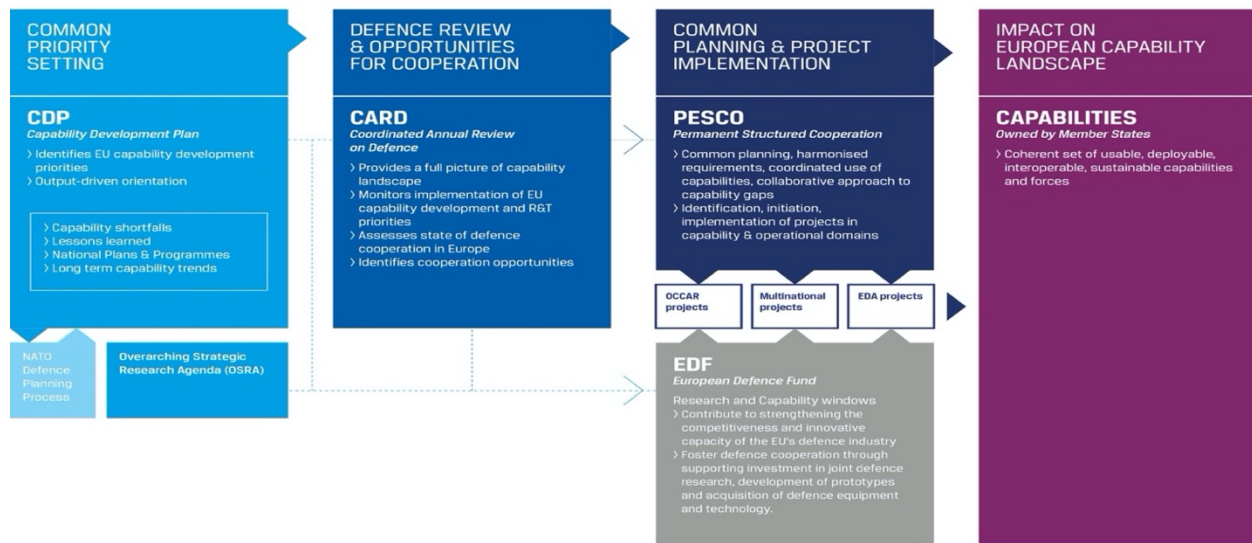 COMMON
PRIORITY
SETTING
CDP
Capability Development Plan
› Identifies EU capability development
priorities
› Output-driven orientation
› Capability shortfalls
› Lessons learned
› National Plans & Programmes
› Long term capability trends
NATO
Defence
Planning
Process
Overarching Strategic
Research Agenda (OSRA)
DEFENCE REVIEW
& OPPORTUNITIES
FOR COOPERATION
CARD
Coordinated Annual Review
on Defence
› Provides a full picture of capability
landscape
› Monitors implementation of EU
capability development and R&T
priorities
› Assesses state of defence
cooperation in Europe
› Identifies cooperation opportunities
COMMON
PLANNING & PROJECT
IMPLEMENTATION
PESCO
Permanent Structured Cooperation
› Common planning, harmonised
requirements, coordinated use of
capabilities, collaborative approach to
capability gaps
› Identification, initiation,
implementation of projects in
capability & operational domains
OCCAR
projects
Multinational
projects
EDA projects
EDF
European Defence Fund
Research and Capability windows
› Contribute to strengthening the
competitiveness and innovative
capacity of the EU's defence industry
› Foster defence cooperation through
supporting investment in joint defence
research, development of prototypes
and acquisition of defence equipment
and technology.
IMPACT ON
EUROPEAN CAPABILITY
LANDSCAPE
CAPABILITIES
Owned by Member States
› Coherent set of usable, deployable,
interoperable, sustainable capabilities
and forces